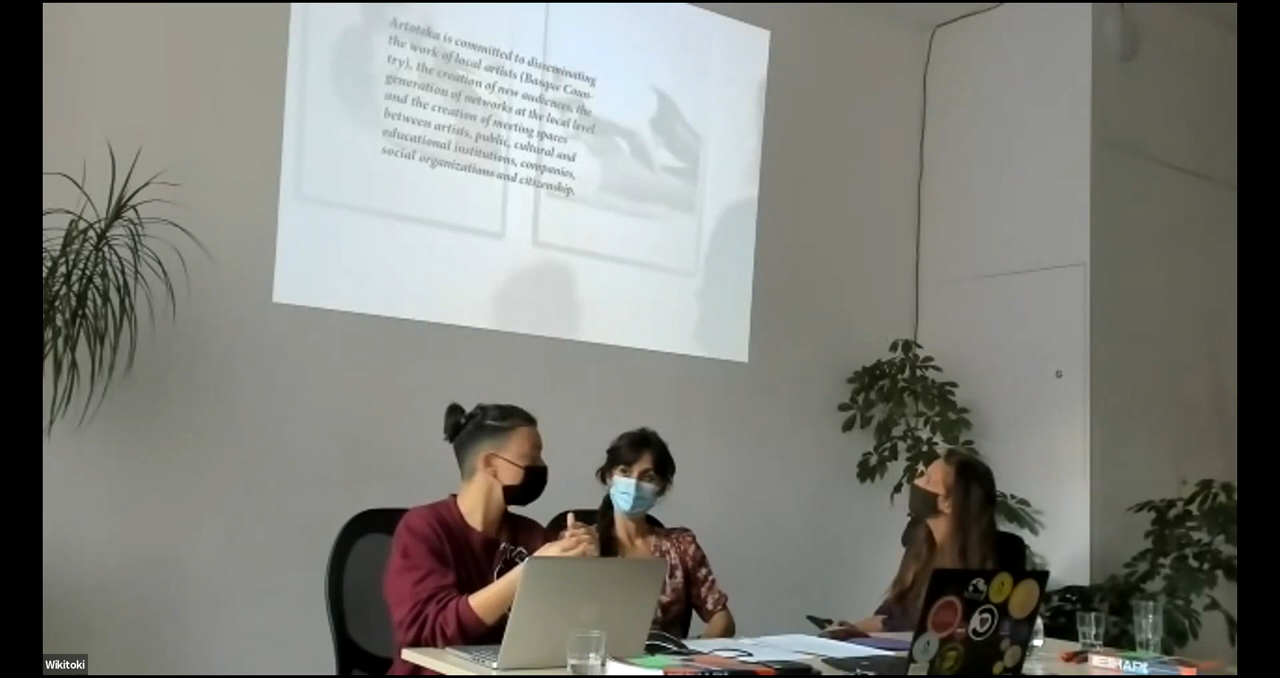 Artoteka is committed to disseminating
the work of local artists (Basque Coun-
try), the creation of new audiences, the
generation of networks at the local level
and the creation of meeting spaces
between artists, public, cultural and
educational institutions, companies,
social organizations and citizenship.
RESHAPE
Wikitoki